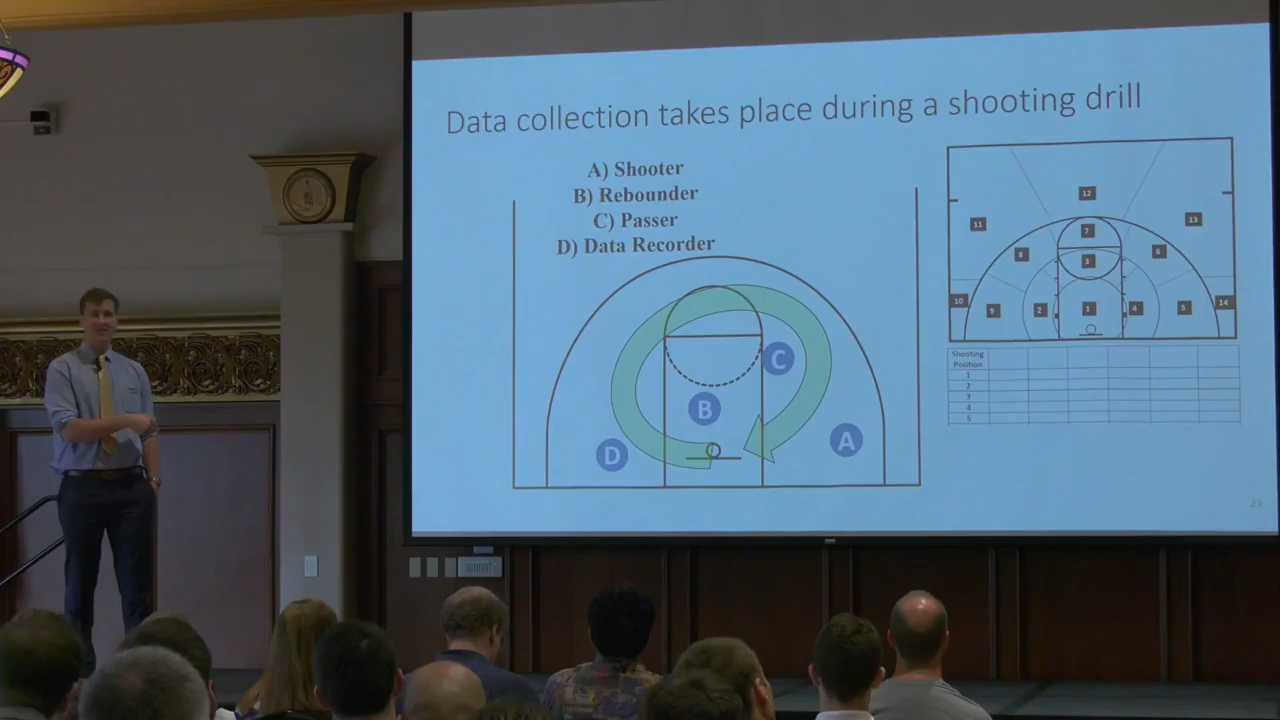 Data collection takes place during a shooting drill
A) Shooter
B) Rebounder
C) Passer
D) Data Recorder
C
B
D
A
12
11
13
7
8
6
3
10
9
2
1
4
5
14
Shooting
Position
1
2
3
4
5
23